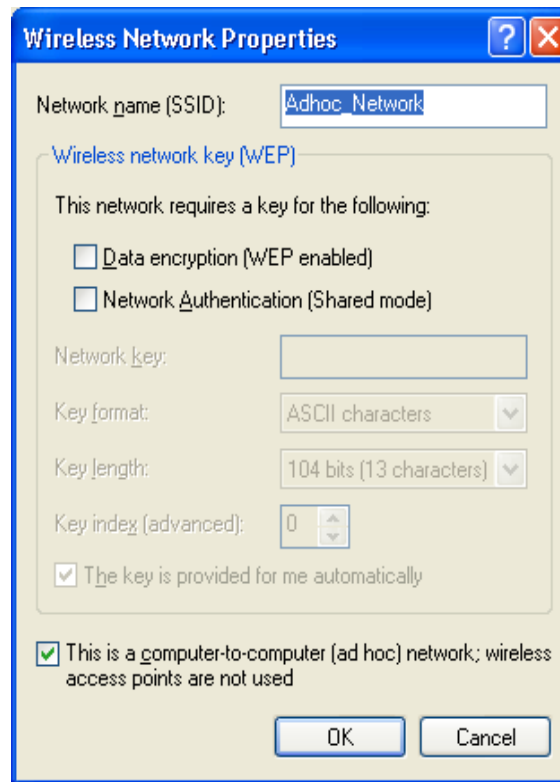 Wireless Network Properties
Network name (SSID):
Adhoc_Network
Wireless network key (WEP)
This network requires a key for the following:
Data encryption (WEP enabled)
Network Authentication (Shared mode)
Network key:
Key format:
ASCII characters
Key length:
104 bits (13 characters)
Key index (advanced):
0
The key is provided for me automatically
This is a computer-to-computer (ad hoc) network; wireless
access points are not used
OK
Cancel